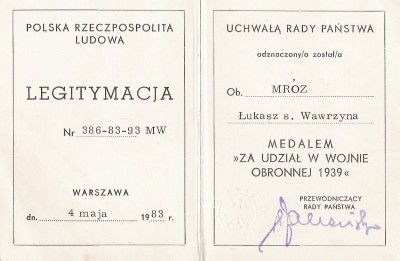 POLSKA RZECZPOSPOLITA
LUDOWA
LEGITYMACJA
Nr 386-83-93 MW
WARSZAWA
dn. 4 maja 1983 r.
UCHWAŁĄ RADY PAŃSTWA
odznaczony/a został/a
Ob. MRÓZ
Łukasz s. Wawrzyna
MEDALEM
»ZA UDZIAŁ W WOJNIE
OBRONNEJ 1939«
PRZEWODNICZĄCY
RADY PAŃSTWA